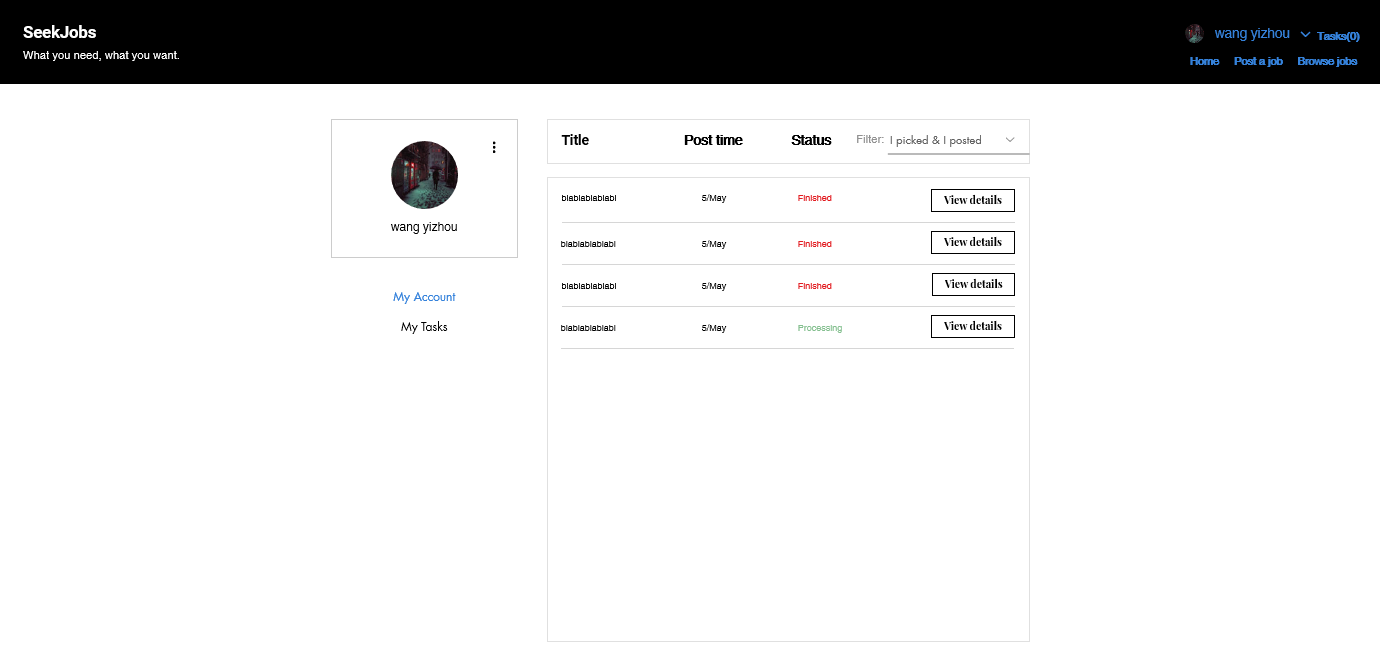 SeekJobs
What you need, what you want.
wang yizhou Tasks(0)
Home Post a job Browse jobs
wang yizhou
My Account
My Tasks
Title Post time Status Filter: I picked & I posted
blablablablabl 5/May Finished View details
blablablablabl 5/May Finished View details
blablablablabl 5/May Finished View details
blablablablabl 5/May Processing View details